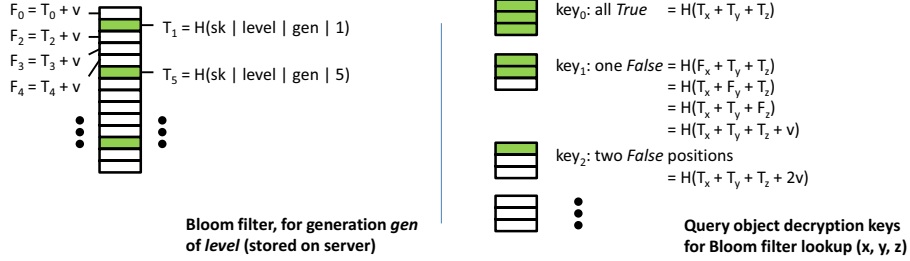 F₀ = T₀ + v
T₁ = H(sk | level | gen | 1)
F₂ = T₂ + v
F₃ = T₃ + v
T₅ = H(sk | level | gen | 5)
F₄ = T₄ + v
Bloom filter, for generation gen
of level (stored on server)
key₀: all True = H(Tₓ + Tᵧ + T_z)
key₁: one False = H(Fₓ + Tᵧ + T_z)
= H(Tₓ + Fᵧ + T_z)
= H(Tₓ + Tᵧ + F_z)
= H(Tₓ + Tᵧ + T_z + v)
key₂: two False positions
= H(Tₓ + Tᵧ + T_z + 2v)
Query object decryption keys
for Bloom filter lookup (x, y, z)